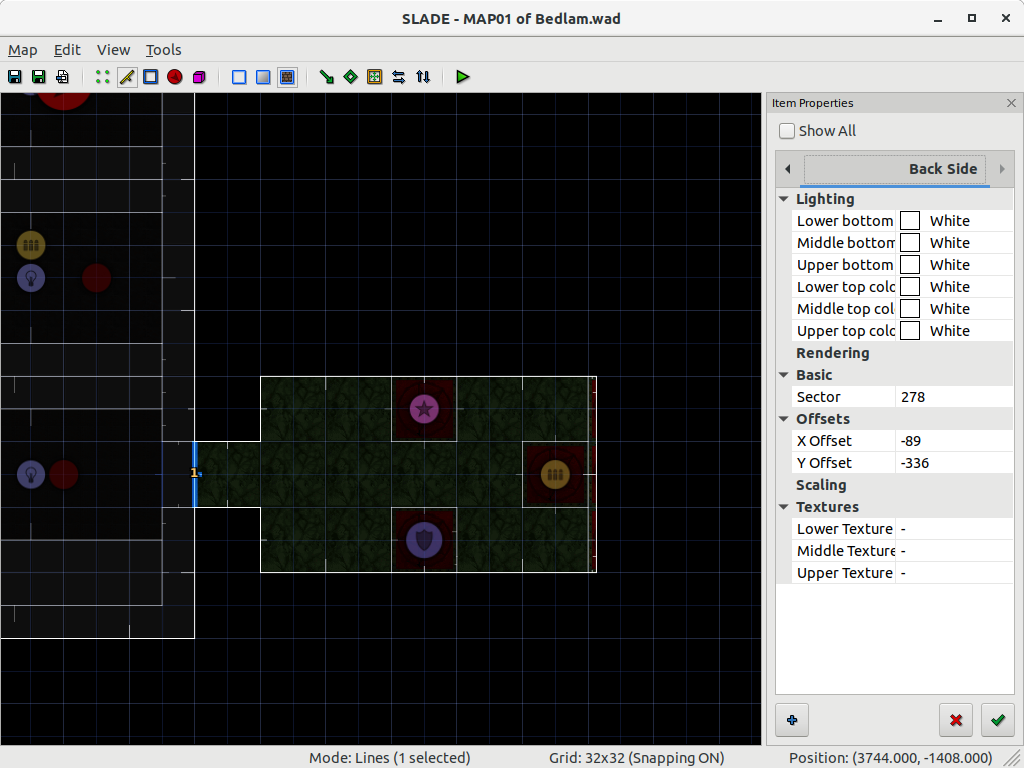 SLADE - MAP01 of Bedlam.wad
Map Edit View Tools
Item Properties
Show All
Back Side
Lighting
Lower bottom White
Middle bottom White
Upper bottom White
Lower top colo White
Middle top col White
Upper top colo White
Rendering
Basic
Sector 278
Offsets
X Offset -89
Y Offset -336
Scaling
Textures
Lower Texture -
Middle Texture -
Upper Texture -
1
Mode: Lines (1 selected) Grid: 32x32 (Snapping ON) Position: (3744.000, -1408.000)